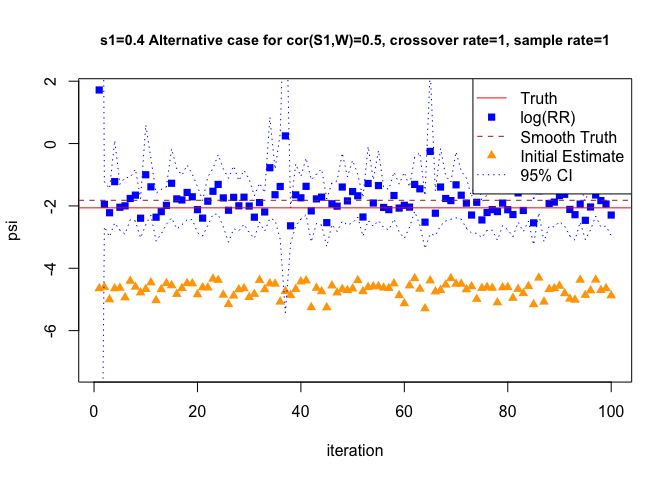 s1=0.4 Alternative case for cor(S1,W)=0.5, crossover rate=1, sample rate=1
2
0
-2
-4
-6
psi
Truth
log(RR)
Smooth Truth
Initial Estimate
95% CI
0
20
40
60
80
100
iteration